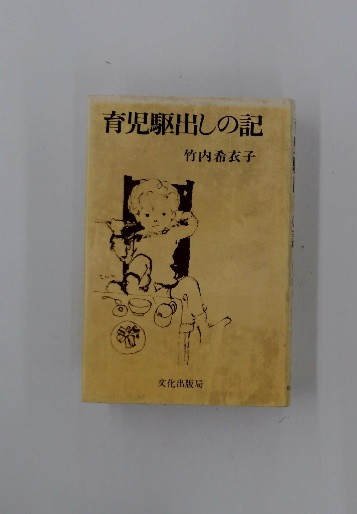 育児駆出しの記
竹内希衣子
文化出版局